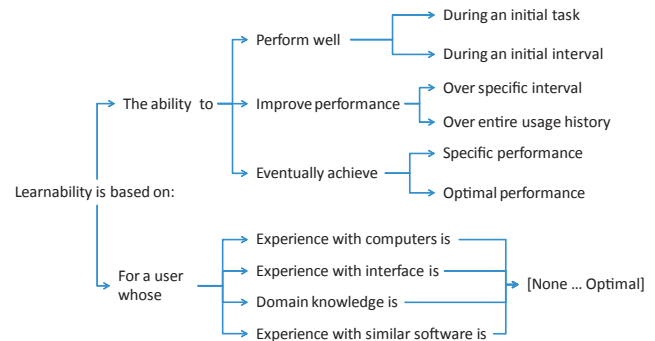 During an initial task
Perform well
During an initial interval
Over specific interval
The ability to
Improve performance
Over entire usage history
Specific performance
Eventually achieve
Optimal performance
Learnability is based on:
Experience with computers is
Experience with interface is
For a user
whose
[None ... Optimal]
Domain knowledge is
Experience with similar software is